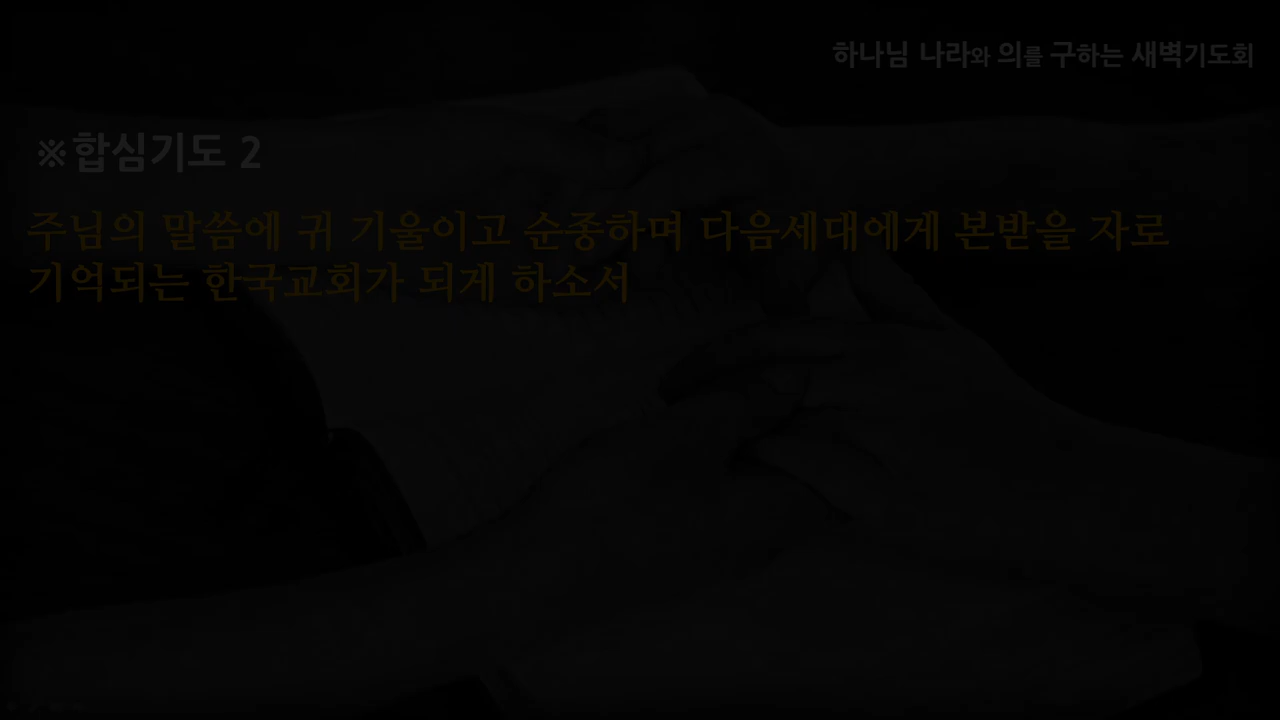 하나님 나라와 의를 구하는 새벽기도회
※합심기도 2
주님의 말씀에 귀 기울이고 순종하며 다음세대에게 본받을 자로
기억되는 한국교회가 되게 하소서